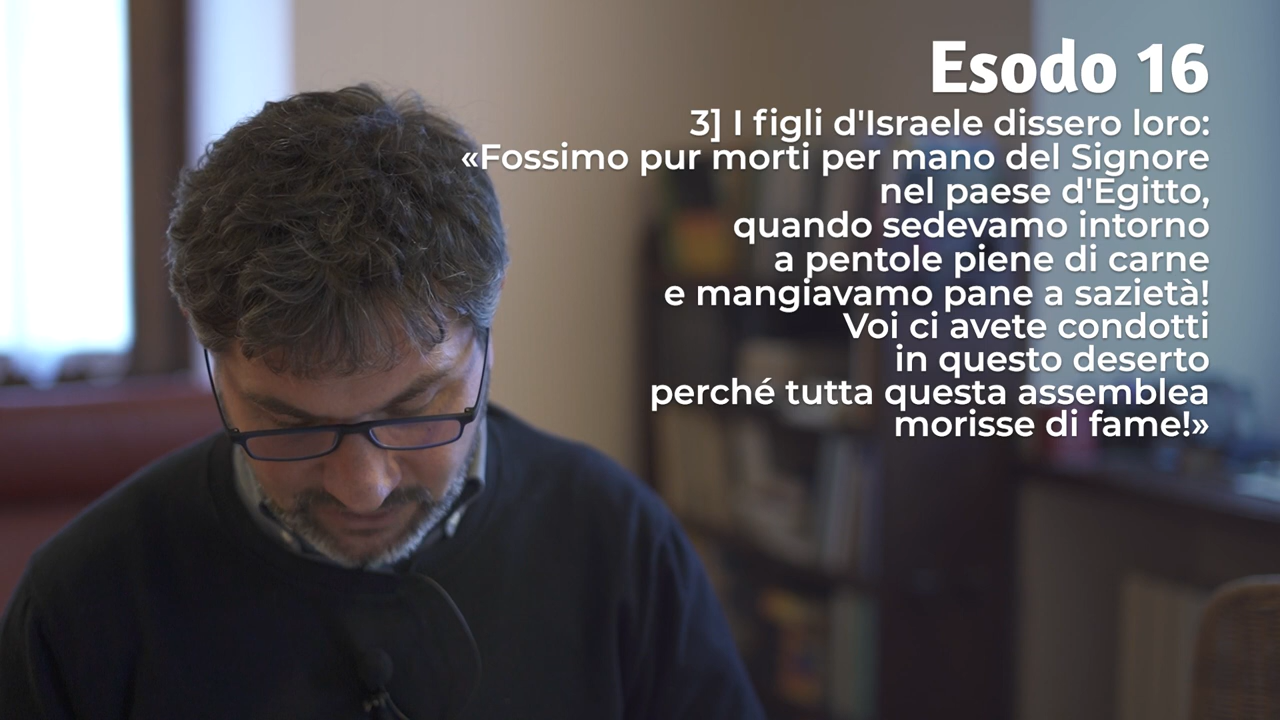 Esodo 16
3] I figli d'Israele dissero loro:
«Fossimo pur morti per mano del Signore
nel paese d'Egitto,
quando sedevamo intorno
a pentole piene di carne
e mangiavamo pane a sazietà!
Voi ci avete condotti
in questo deserto
perché tutta questa assemblea
morisse di fame!»